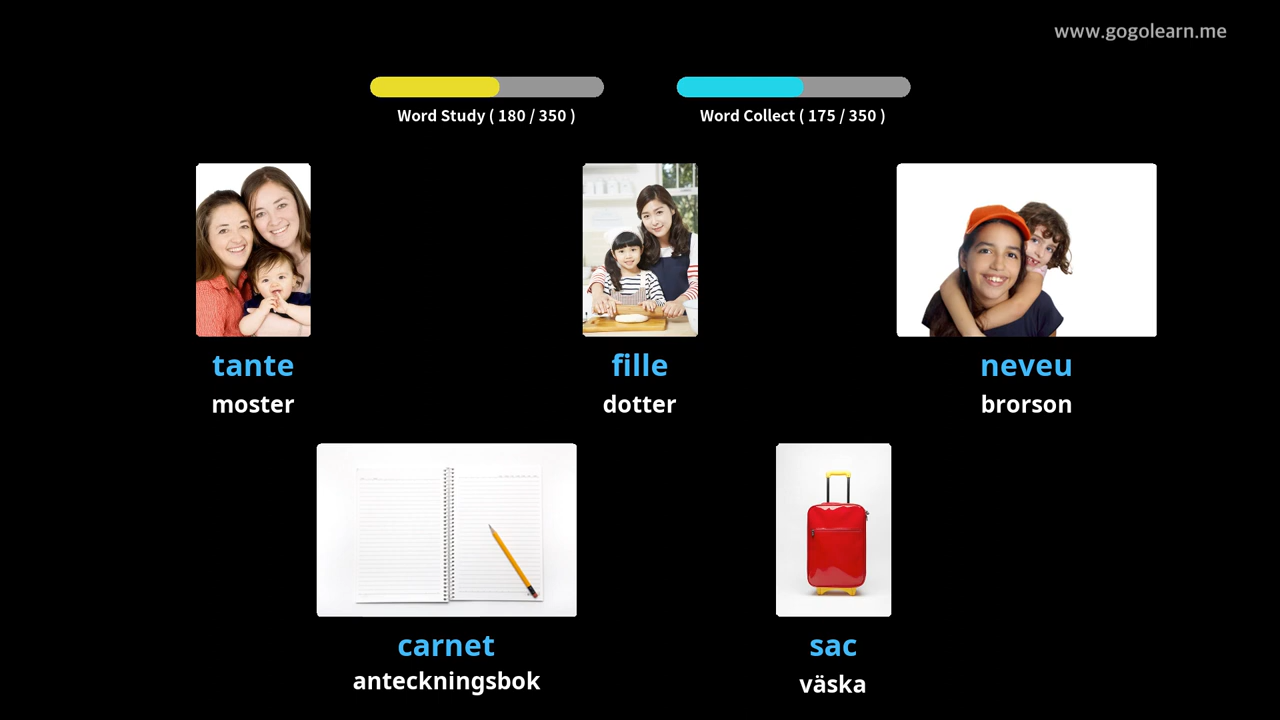 www.gogolearn.me
Word Study ( 180 / 350 )
Word Collect ( 175 / 350 )
tante
moster
fille
dotter
neveu
brorson
carnet
anteckningsbok
sac
väska